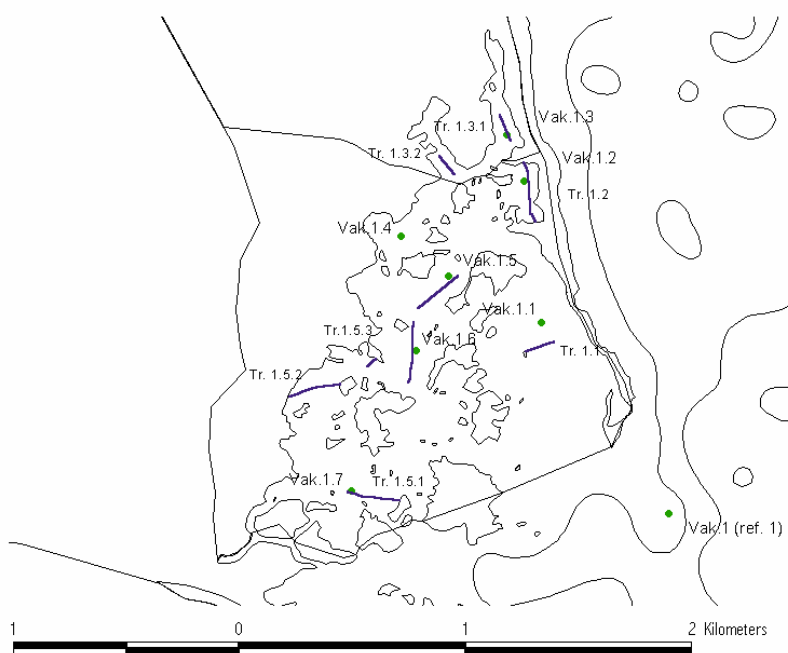 Vak.1.3
Tr. 1.3.1
Tr. 1.3.2
Vak.1.2
Tr. 1.2
Vak.1.4
Vak.1.5
Vak.1.1
Tr.1.5.3
Vak.1.6
Tr. 1.1
Tr. 1.5.2
Vak.1.7
Tr. 1.5.1
Vak.1 (ref. 1)
1 0 1 2 Kilometers